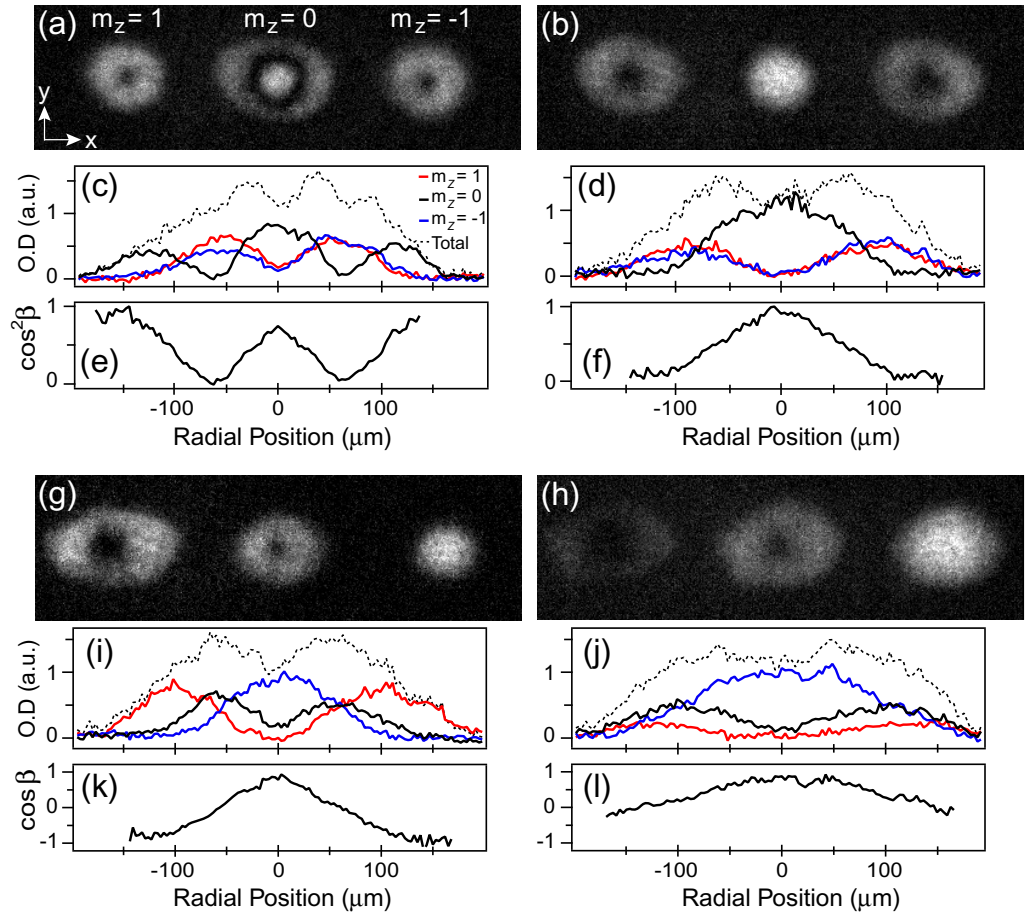 (a) m_z = 1 m_z = 0 m_z = -1
y
x
(b)
(c)
m_z = 1
m_z = 0
m_z = -1
Total
O.D (a.u.)
1
0
(d)
1
0
(e)
cos²β
1
0
-100 0 100
Radial Position (μm)
(f)
1
0
-100 0 100
Radial Position (μm)
(g)
(h)
(i)
O.D (a.u.)
1
0
(j)
1
0
(k)
cos β
1
0
-1
-100 0 100
Radial Position (μm)
(l)
1
0
-1
-100 0 100
Radial Position (μm)